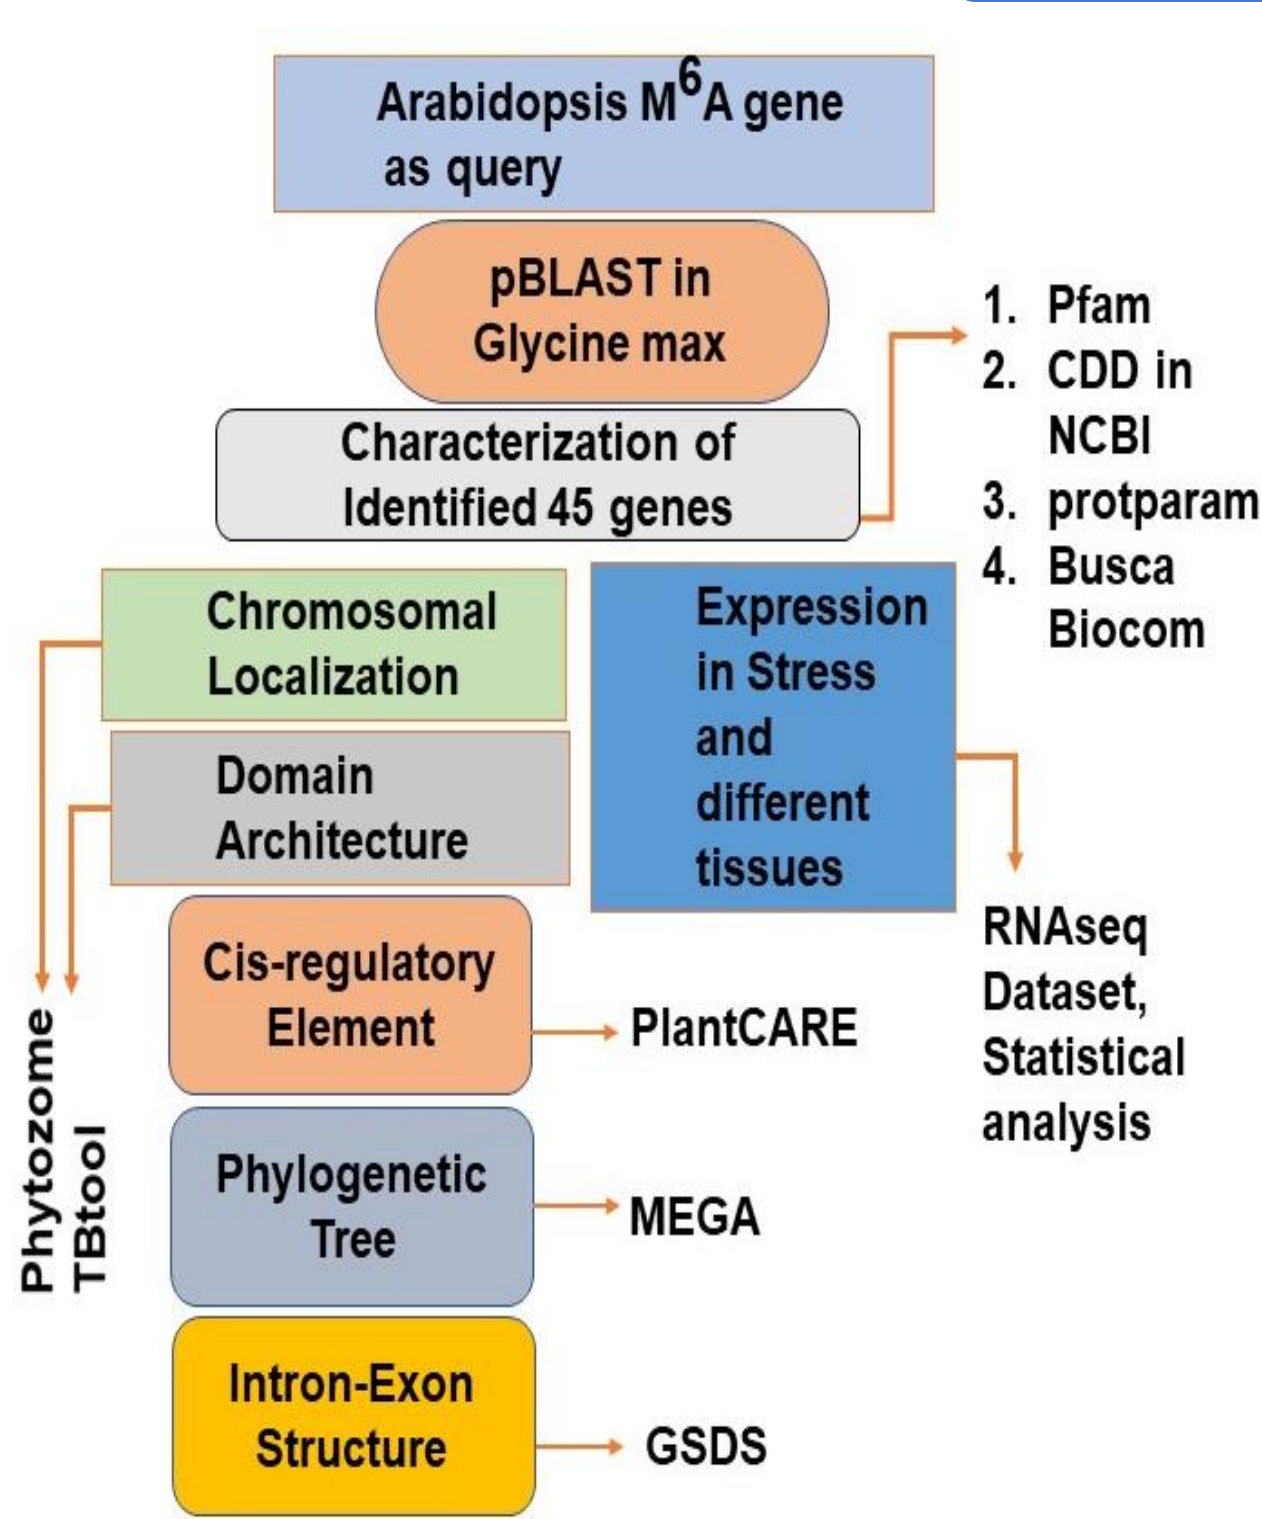 Arabidopsis M⁶A gene
as query
pBLAST in
Glycine max
Characterization of
Identified 45 genes
1. Pfam
2. CDD in
NCBI
3. protparam
4. Busca
Biocom
Chromosomal
Localization
Domain
Architecture
Expression
in Stress
and
different
tissues
RNAseq
Dataset,
Statistical
analysis
Phytozome
TBtool
Cis-regulatory
Element
PlantCARE
Phylogenetic
Tree
MEGA
Intron-Exon
Structure
GSDS